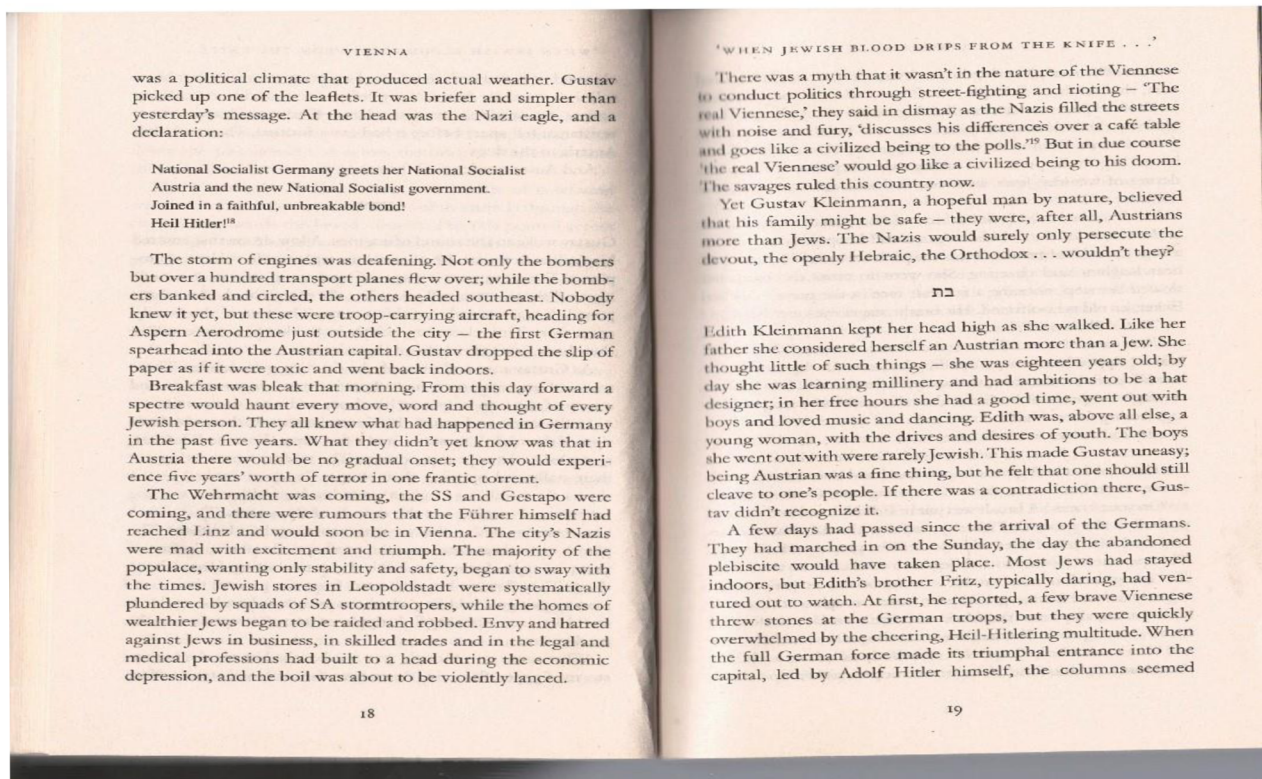 VIENNA
was a political climate that produced actual weather. Gustav
picked up one of the leaflets. It was briefer and simpler than
yesterday's message. At the head was the Nazi eagle, and a
declaration:
National Socialist Germany greets her National Socialist
Austria and the new National Socialist government.
Joined in a faithful, unbreakable bond!
Heil Hitler!¹⁸
The storm of engines was deafening. Not only the bombers
but over a hundred transport planes flew over; while the bomb-
ers banked and circled, the others headed southeast. Nobody
knew it yet, but these were troop-carrying aircraft, heading for
Aspern Aerodrome just outside the city – the first German
spearhead into the Austrian capital. Gustav dropped the slip of
paper as if it were toxic and went back indoors.
Breakfast was bleak that morning. From this day forward a
spectre would haunt every move, word and thought of every
Jewish person. They all knew what had happened in Germany
in the past five years. What they didn't yet know was that in
Austria there would be no gradual onset; they would experi-
ence five years' worth of terror in one frantic torrent.
The Wehrmacht was coming, the SS and Gestapo were
coming, and there were rumours that the Führer himself had
reached Linz and would soon be in Vienna. The city's Nazis
were mad with excitement and triumph. The majority of the
populace, wanting only stability and safety, began to sway with
the times. Jewish stores in Leopoldstadt were systematically
plundered by squads of SA stormtroopers, while the homes of
wealthier Jews began to be raided and robbed. Envy and hatred
against Jews in business, in skilled trades and in the legal and
medical professions had built to a head during the economic
depression, and the boil was about to be violently lanced.
18
'WHEN JEWISH BLOOD DRIPS FROM THE KNIFE . . .'
There was a myth that it wasn't in the nature of the Viennese
to conduct politics through street-fighting and rioting – 'The
real Viennese,' they said in dismay as the Nazis filled the streets
with noise and fury, 'discusses his differences over a café table
and goes like a civilized being to the polls.'¹⁹ But in due course
'the real Viennese' would go like a civilized being to his doom.
The savages ruled this country now.
Yet Gustav Kleinmann, a hopeful man by nature, believed
that his family might be safe – they were, after all, Austrians
more than Jews. The Nazis would surely only persecute the
devout, the openly Hebraic, the Orthodox . . . wouldn't they?
בת
Edith Kleinmann kept her head high as she walked. Like her
father she considered herself an Austrian more than a Jew. She
thought little of such things – she was eighteen years old; by
day she was learning millinery and had ambitions to be a hat
designer; in her free hours she had a good time, went out with
boys and loved music and dancing. Edith was, above all else, a
young woman, with the drives and desires of youth. The boys
she went out with were rarely Jewish. This made Gustav uneasy;
being Austrian was a fine thing, but he felt that one should still
cleave to one's people. If there was a contradiction there, Gus-
tav didn't recognize it.
A few days had passed since the arrival of the Germans.
They had marched in on the Sunday, the day the abandoned
plebiscite would have taken place. Most Jews had stayed
indoors, but Edith's brother Fritz, typically daring, had ven-
tured out to watch. At first, he reported, a few brave Viennese
threw stones at the German troops, but they were quickly
overwhelmed by the cheering, Heil-Hitlering multitude. When
the full German force made its triumphal entrance into the
capital, led by Adolf Hitler himself, the columns seemed
19